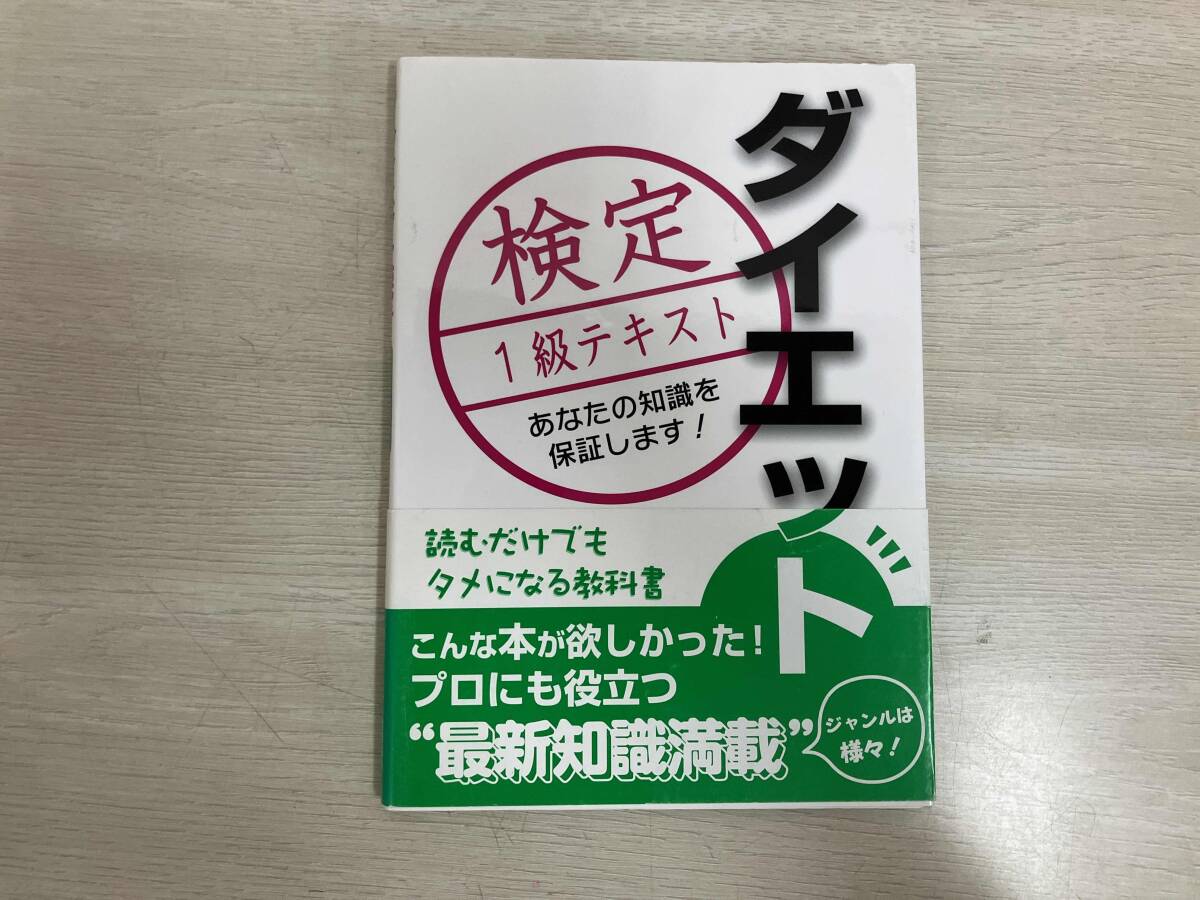 ダイエット
検定
1級テキスト
あなたの知識を
保証します!
読むだけでも
タメになる教科書
こんな本が欲しかった!
プロにも役立つ
“最新知識満載”
ジャンルは
様々!